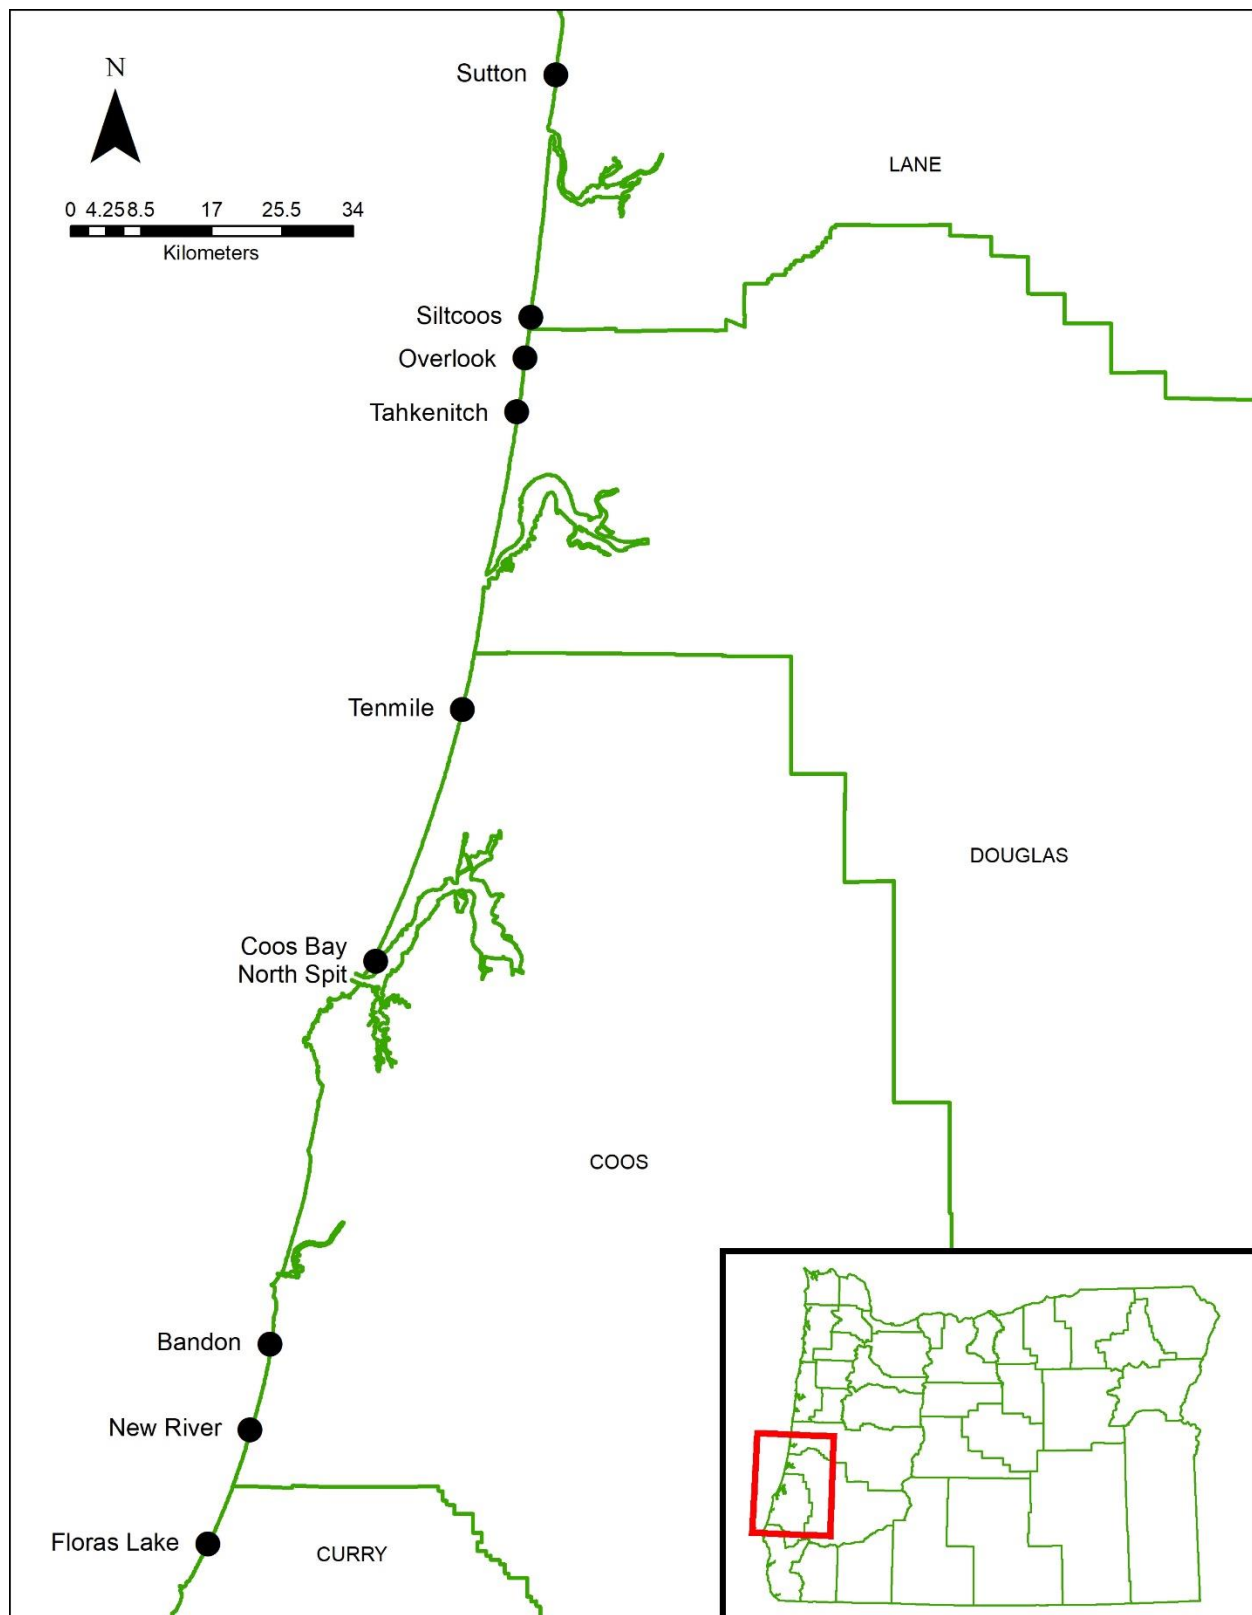 Sutton
N
LANE
0 4.25 8.5 17 25.5 34
Kilometers
Siltcoos
Overlook
Tahkenitch
Tenmile
DOUGLAS
Coos Bay
North Spit
COOS
Bandon
New River
Floras Lake
CURRY